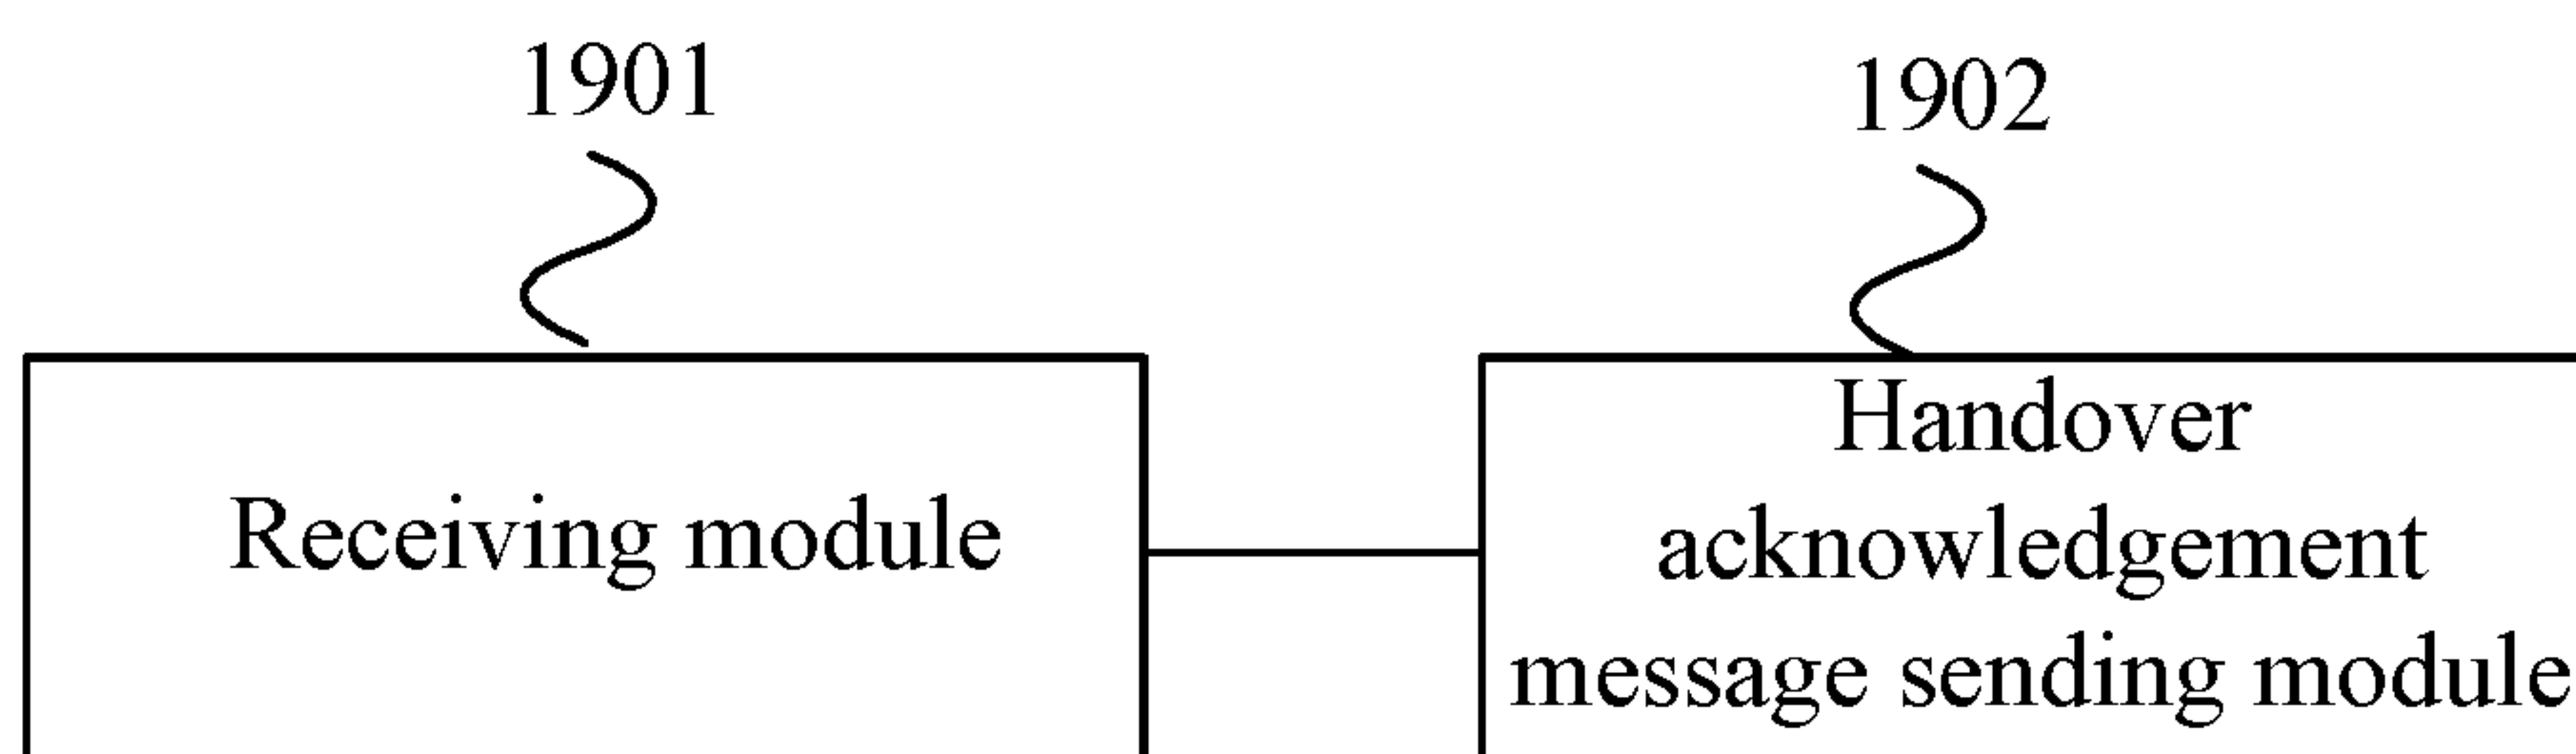 1901
1902
Receiving module
Handover
acknowledgement
message sending module